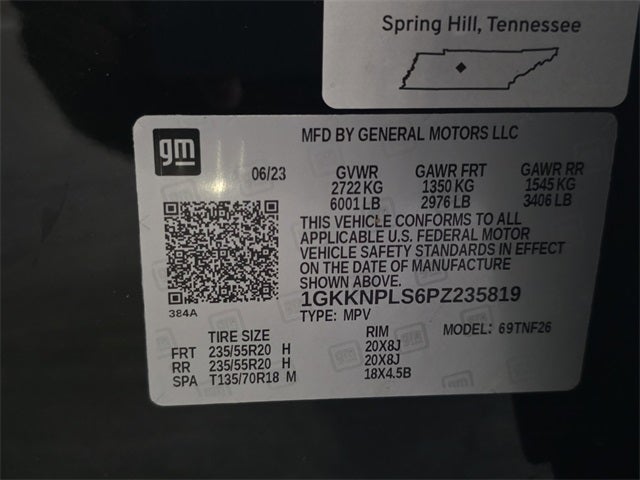 Spring Hill, Tennessee
gm
MFD BY GENERAL MOTORS LLC
06/23 GVWR GAWR FRT GAWR RR
2722 KG 1350 KG 1545 KG
6001 LB 2976 LB 3406 LB
THIS VEHICLE CONFORMS TO ALL
APPLICABLE U.S. FEDERAL MOTOR
VEHICLE SAFETY STANDARDS IN EFFECT
ON THE DATE OF MANUFACTURE
SHOWN ABOVE.
384A
1GKKNPLS6PZ235819
TYPE: MPV
TIRE SIZE RIM MODEL: 69TNF26
FRT 235/55R20 H 20X8J
RR 235/55R20 H 20X8J
SPA T135/70R18 M 18X4.5B